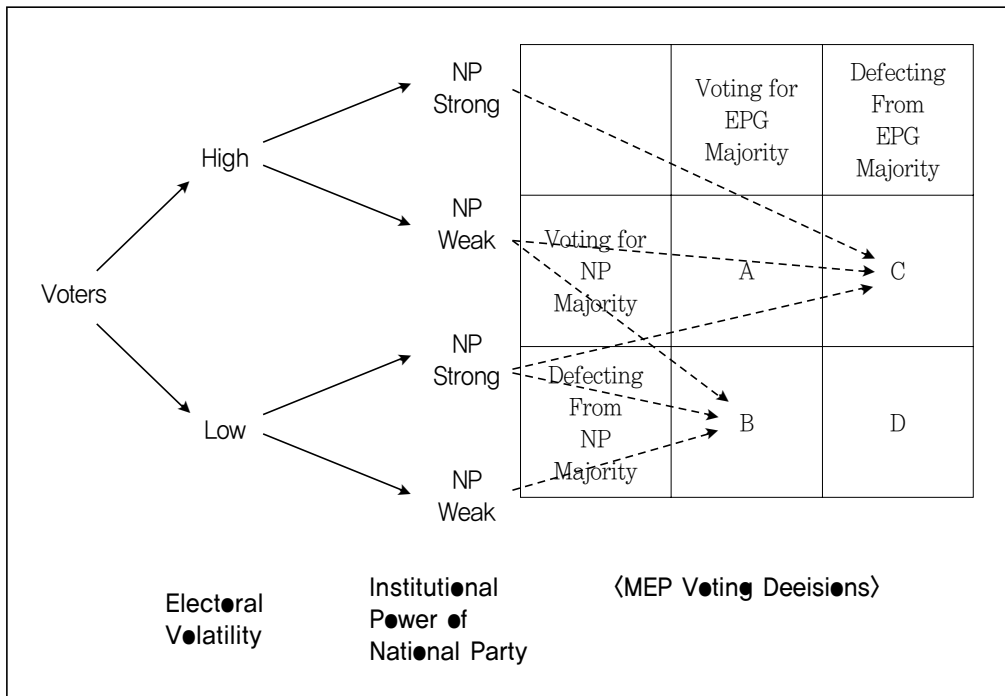 NP
Strong
High
NP
Weak
Voters
NP
Strong
Low
NP
Weak
Voting for
EPG
Majority
Defecting
From
EPG
Majority
Voting for
NP
Majority
A
C
Defecting
From
NP
Majority
B
D
Electoral
Volatility
Institutional
Power of
National Party
〈MEP Voting Deeisions〉